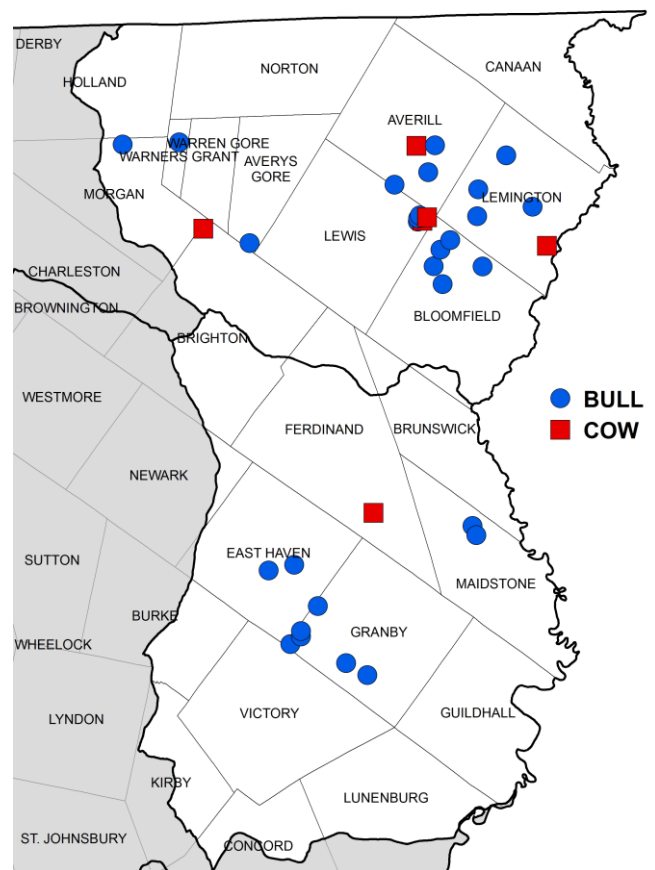 DERBY
HOLLAND
NORTON
CANAAN
AVERILL
WARREN GORE
WARNERS GRANT
AVERYS
GORE
MORGAN
LEMINGTON
LEWIS
CHARLESTON
BROWNINGTON
BLOOMFIELD
BRIGHTON
WESTMORE
BULL
COW
FERDINAND
BRUNSWICK
NEWARK
EAST HAVEN
SUTTON
MAIDSTONE
BURKE
GRANBY
WHEELOCK
LYNDON
VICTORY
GUILDHALL
KIRBY
LUNENBURG
ST. JOHNSBURY
CONCORD